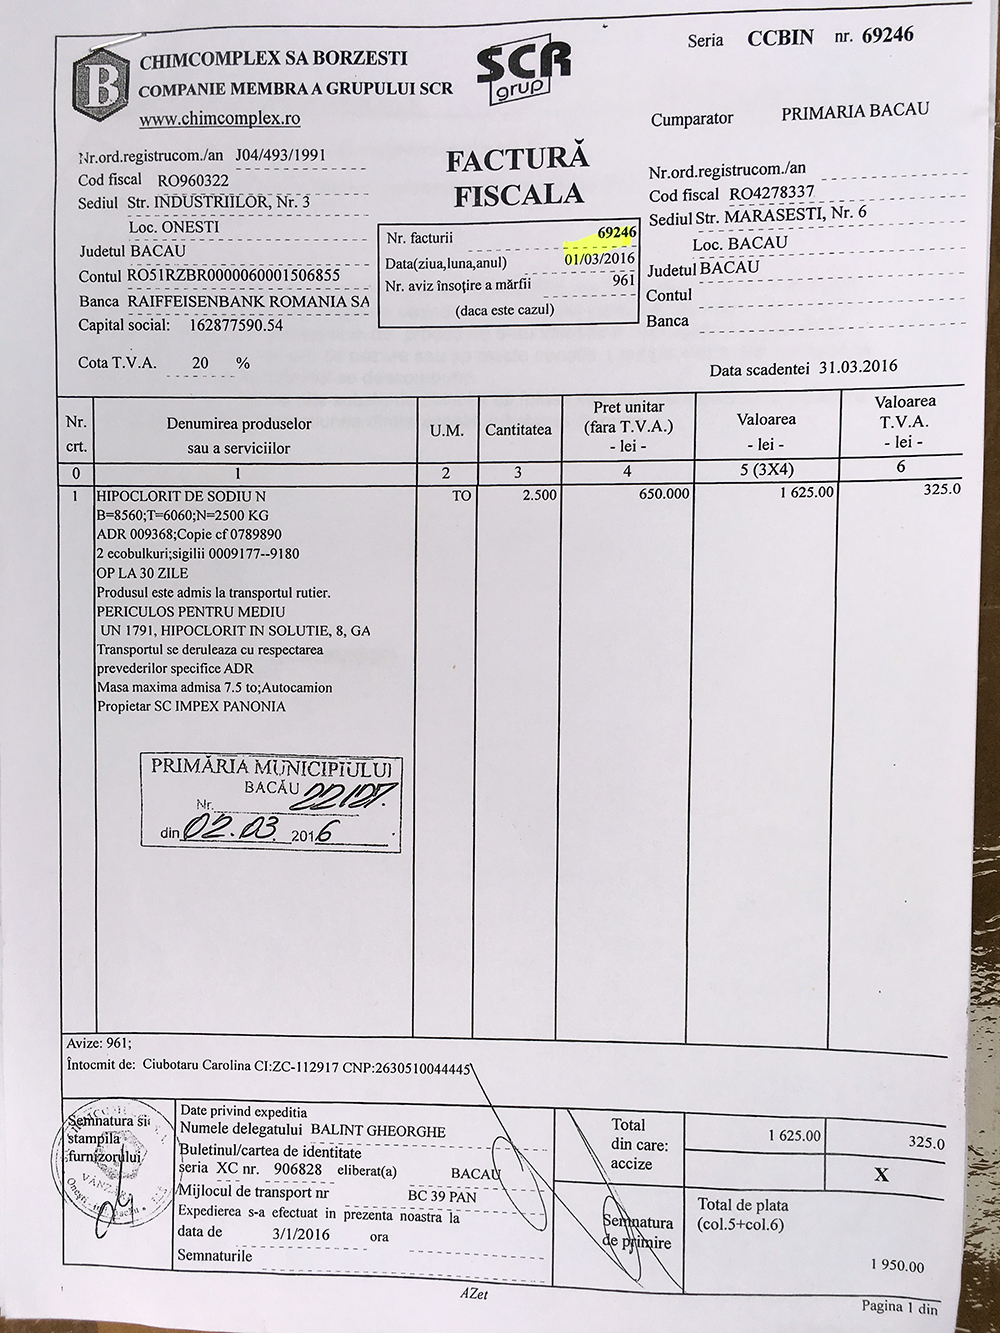 B
CHIMCOMPLEX SA BORZESTI
COMPANIE MEMBRA A GRUPULUI SCR
www.chimcomplex.ro
SCR
grup
Seria CCBIN nr. 69246
Cumparator PRIMARIA BACAU
Nr.ord.registrucom./an J04/493/1991
Cod fiscal RO960322
Sediul Str. INDUSTRIILOR, Nr. 3
Loc. ONESTI
Judetul BACAU
Contul RO51RZBR0000060001506855
Banca RAIFFEISENBANK ROMANIA SA
Capital social: 162877590.54
Cota T.V.A. 20 %
FACTURĂ
FISCALA
Nr. facturii 69246
Data(ziua,luna,anul) 01/03/2016
Nr. aviz însoţire a mărfii 961
(daca este cazul)
Nr.ord.registrucom./an
Cod fiscal RO4278337
Sediul Str. MARASESTI, Nr. 6
Loc. BACAU
Judetul BACAU
Contul
Banca
Data scadentei 31.03.2016
Nr. crt.
Denumirea produselor sau a serviciilor
U.M.
Cantitatea
Pret unitar (fara T.V.A.) - lei -
Valoarea - lei -
Valoarea T.V.A. - lei -
0 1 2 3 4 5 (3X4) 6
1 HIPOCLORIT DE SODIU N TO 2.500 650.000 1 625.00 325.0
B=8560;T=6060;N=2500 KG
ADR 009368;Copie cf 0789890
2 ecobulkuri;sigilii 0009177--9180
OP LA 30 ZILE
Produsul este admis la transportul rutier.
PERICULOS PENTRU MEDIU
UN 1791, HIPOCLORIT IN SOLUTIE, 8, GA
Transportul se deruleaza cu respectarea
prevederilor specifice ADR
Masa maxima admisa 7.5 to;Autocamion
Propietar SC IMPEX PANONIA
PRIMĂRIA MUNICIPIULUI
BACĂU
Nr. 22127.
din 02.03. 2016
Avize: 961;
Întocmit de: Ciubotaru Carolina CI:ZC-112917 CNP:2630510044445
Semnatura si
stampila
furnizorului
VÂNZĂRI
Date privind expeditia
Numele delegatului BALINT GHEORGHE
Buletinul/cartea de identitate
seria XC nr. 906828 eliberat(a) BACAU
Mijlocul de transport nr BC 39 PAN
Expedierea s-a efectuat in prezenta noastra la
data de 3/1/2016 ora
Semnaturile
Total
din care:
accize
1 625.00 325.0
X
Semnatura
de primire
Total de plata
(col.5+col.6)
1 950.00
AZet
Pagina 1 din